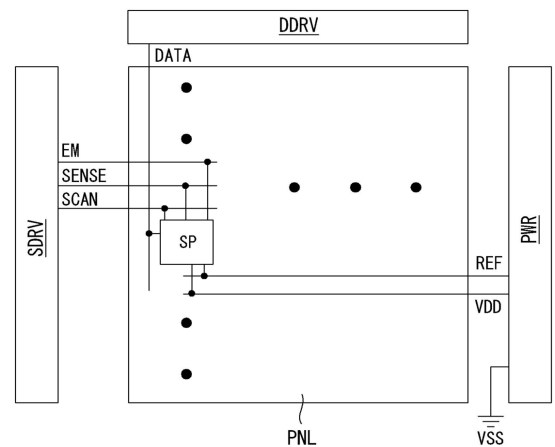 DDRV
DATA
EM
SENSE
SCAN
SDRV
SP
PWR
REF
VDD
PNL
VSS